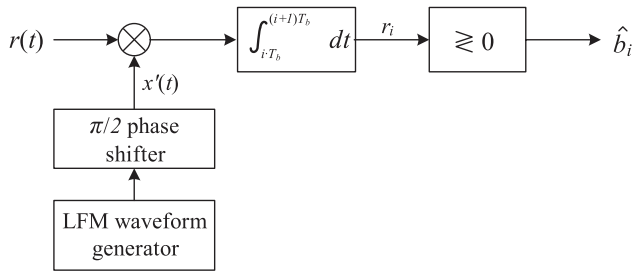 r(t)
∫_{i·T_b}^{(i+1)T_b} dt
r_i
≷ 0
b̂_i
x'(t)
π/2 phase
shifter
LFM waveform
generator